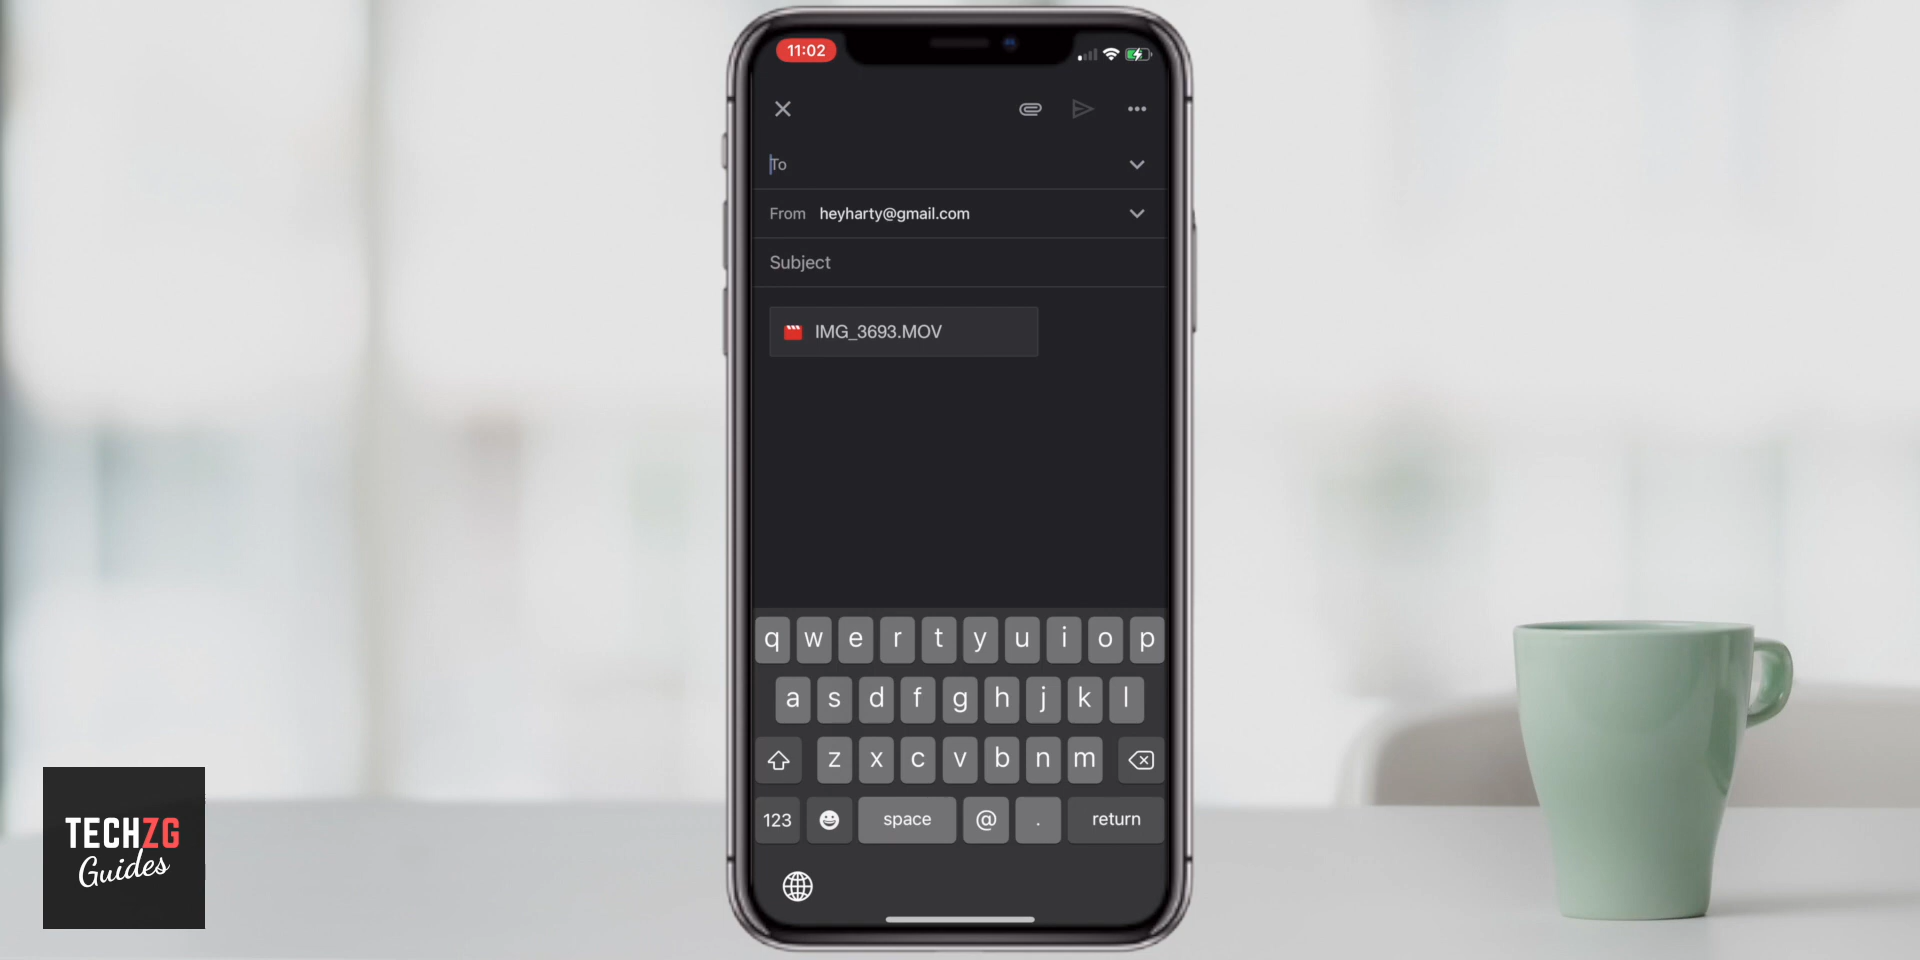 11:02
To
From heyharty@gmail.com
Subject
IMG_3693.MOV
q w e r t y u i o p
a s d f g h j k l
z x c v b n m
123 space @ . return
TECHZG
Guides